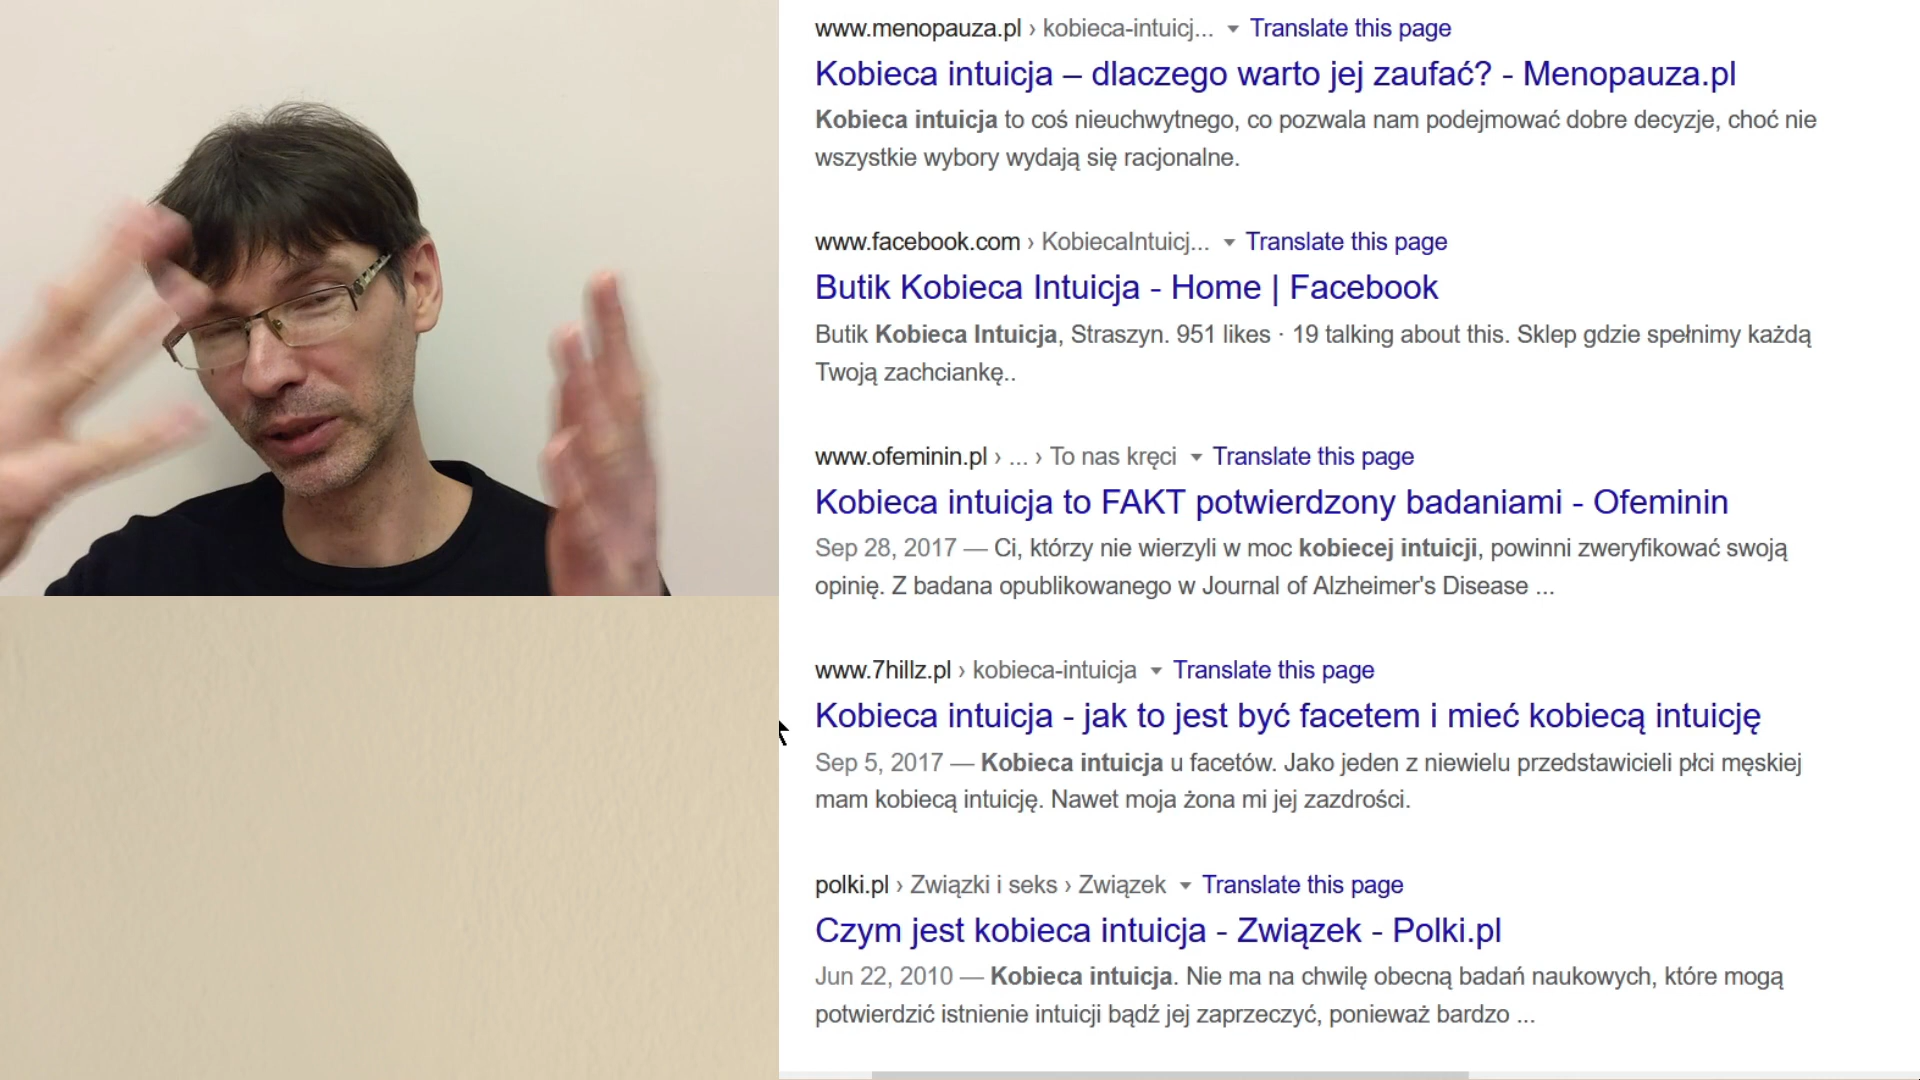 www.menopauza.pl › kobieca-intuicj... Translate this page
Kobieca intuicja – dlaczego warto jej zaufać? - Menopauza.pl
Kobieca intuicja to coś nieuchwytnego, co pozwala nam podejmować dobre decyzje, choć nie
wszystkie wybory wydają się racjonalne.
www.facebook.com › KobiecaIntuicj... Translate this page
Butik Kobieca Intuicja - Home | Facebook
Butik Kobieca Intuicja, Straszyn. 951 likes · 19 talking about this. Sklep gdzie spełnimy każdą
Twoją zachciankę..
www.ofeminin.pl › ... › To nas kręci Translate this page
Kobieca intuicja to FAKT potwierdzony badaniami - Ofeminin
Sep 28, 2017 — Ci, którzy nie wierzyli w moc kobiecej intuicji, powinni zweryfikować swoją
opinię. Z badana opublikowanego w Journal of Alzheimer's Disease ...
www.7hillz.pl › kobieca-intuicja Translate this page
Kobieca intuicja - jak to jest być facetem i mieć kobiecą intuicję
Sep 5, 2017 — Kobieca intuicja u facetów. Jako jeden z niewielu przedstawicieli płci męskiej
mam kobiecą intuicję. Nawet moja żona mi jej zazdrości.
polki.pl › Związki i seks › Związek Translate this page
Czym jest kobieca intuicja - Związek - Polki.pl
Jun 22, 2010 — Kobieca intuicja. Nie ma na chwilę obecną badań naukowych, które mogą
potwierdzić istnienie intuicji bądź jej zaprzeczyć, ponieważ bardzo ...